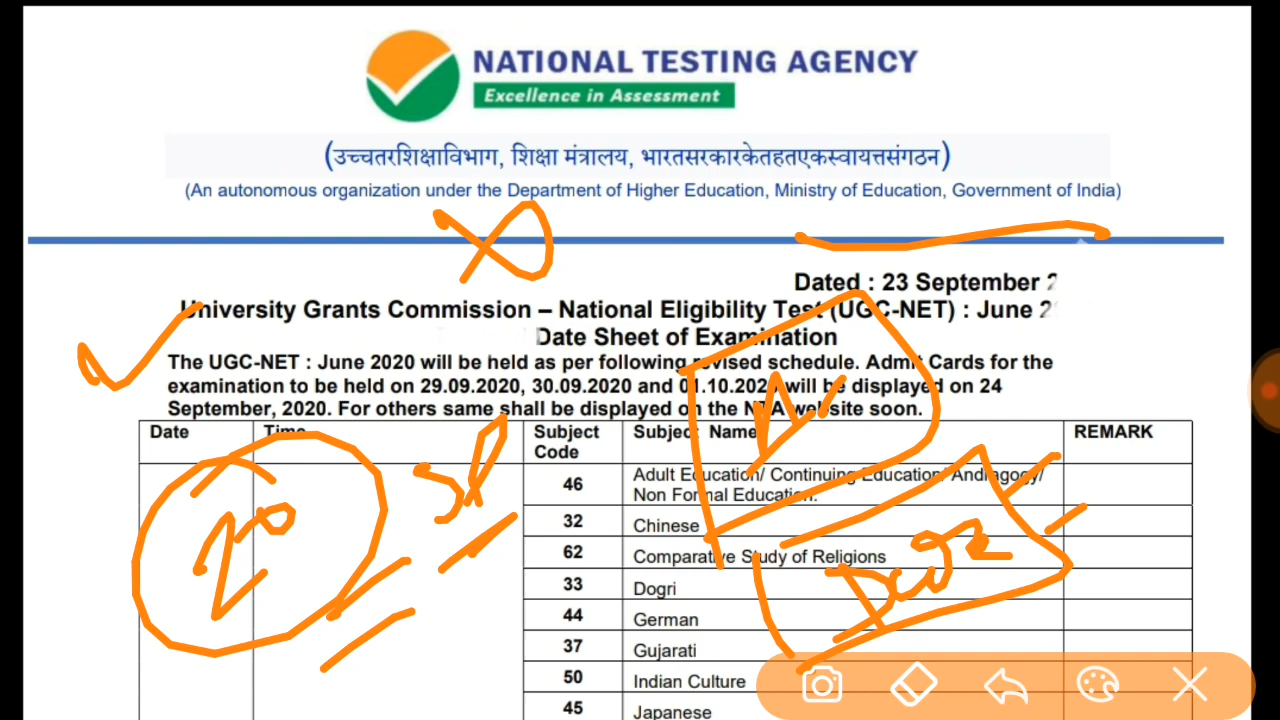 NATIONAL TESTING AGENCY
Excellence in Assessment
(उच्चतरशिक्षाविभाग, शिक्षा मंत्रालय, भारतसरकारकेतहतएकस्वायत्तसंगठन)
(An autonomous organization under the Department of Higher Education, Ministry of Education, Government of India)
Dated : 23 September
University Grants Commission – National Eligibility Test (UGC-NET) : June
Date Sheet of Examination
The UGC-NET : June 2020 will be held as per following revised schedule. Admit Cards for the
examination to be held on 29.09.2020, 30.09.2020 and 01.10.2020 will be displayed on 24
September, 2020. For others same shall be displayed on the NTA website soon.
Date Time Subject Code Subject Name REMARK
46 Adult Education/ Continuing Education/ Andragogy/
Non Formal Education.
32 Chinese
62 Comparative Study of Religions
33 Dogri
44 German
37 Gujarati
50 Indian Culture
45 Japanese